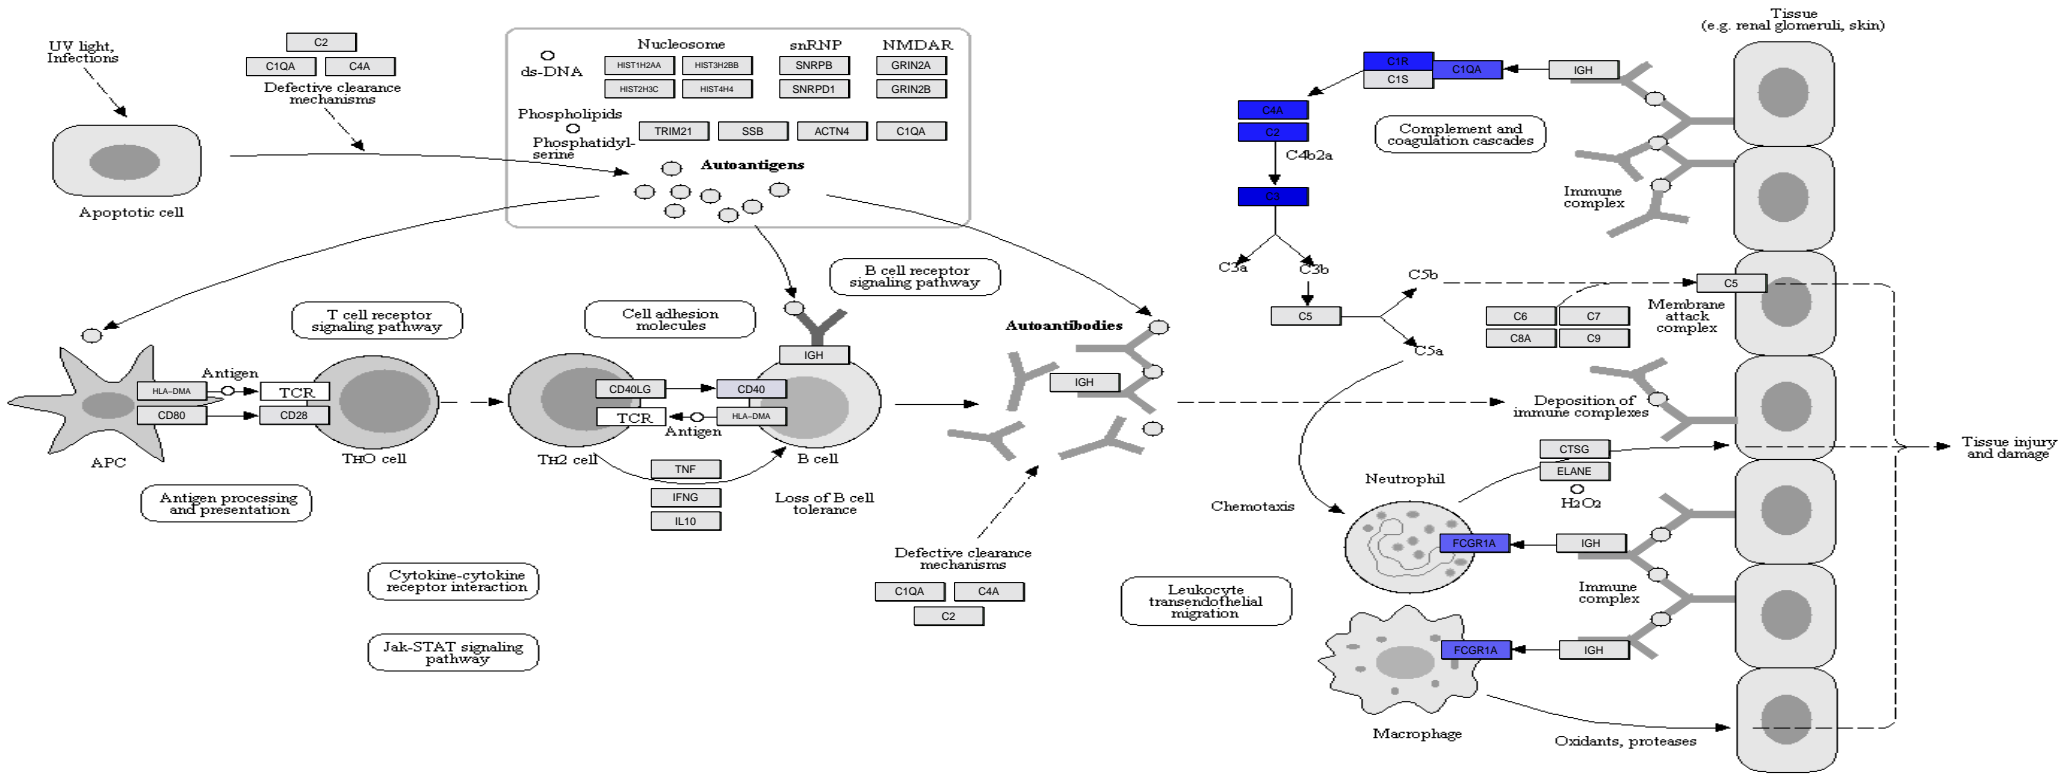 UV light,
Infections
C2
C1QA C4A
Defective clearance
mechanisms
Apoptotic cell
ds-DNA
Nucleosome snRNP NMDAR
HIST1H2AA HIST3H2BB SNRPB GRIN2A
HIST2H3C HIST4H4 SNRPD1 GRIN2B
Phospholipids
Phosphatidyl-
serine
TRIM21 SSB ACTN4 C1QA
Autoantigens
T cell receptor
signaling pathway
Cell adhesion
molecules
B cell receptor
signaling pathway
Antigen
HLA-DMA TCR
CD80 CD28
APC
TH0 cell
CD40LG CD40
TCR HLA-DMA
Antigen
IGH
TH2 cell
B cell
TNF
IFNG
IL10
Loss of B cell
tolerance
Antigen processing
and presentation
Cytokine-cytokine
receptor interaction
Jak-STAT signaling
pathway
Autoantibodies
IGH
Defective clearance
mechanisms
C1QA C4A
C2
Leukocyte
transendothelial
migration
Tissue
(e.g. renal glomeruli, skin)
C1R
C1S
C1QA
IGH
C4A
C2
C4b2a
Complement and
coagulation cascades
C3
Immune
complex
C3a C3b
C5
C5b
C5a
C5
C6 C7
C8A C9
Membrane
attack
complex
Deposition of
immune complexes
CTSG
ELANE
H2O2
Tissue injury
and damage
Chemotaxis
Neutrophil
FCGR1A IGH
Immune
complex
FCGR1A IGH
Macrophage
Oxidants, proteases